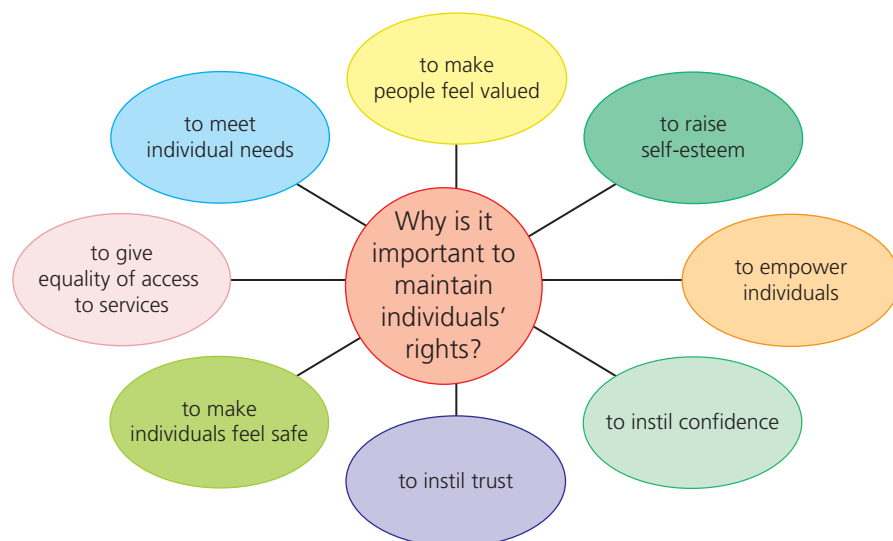 Why is it
important to
maintain
individuals’
rights?
to make
people feel valued
to raise
self-esteem
to empower
individuals
to instil confidence
to instil trust
to make
individuals feel safe
to give
equality of access
to services
to meet
individual needs